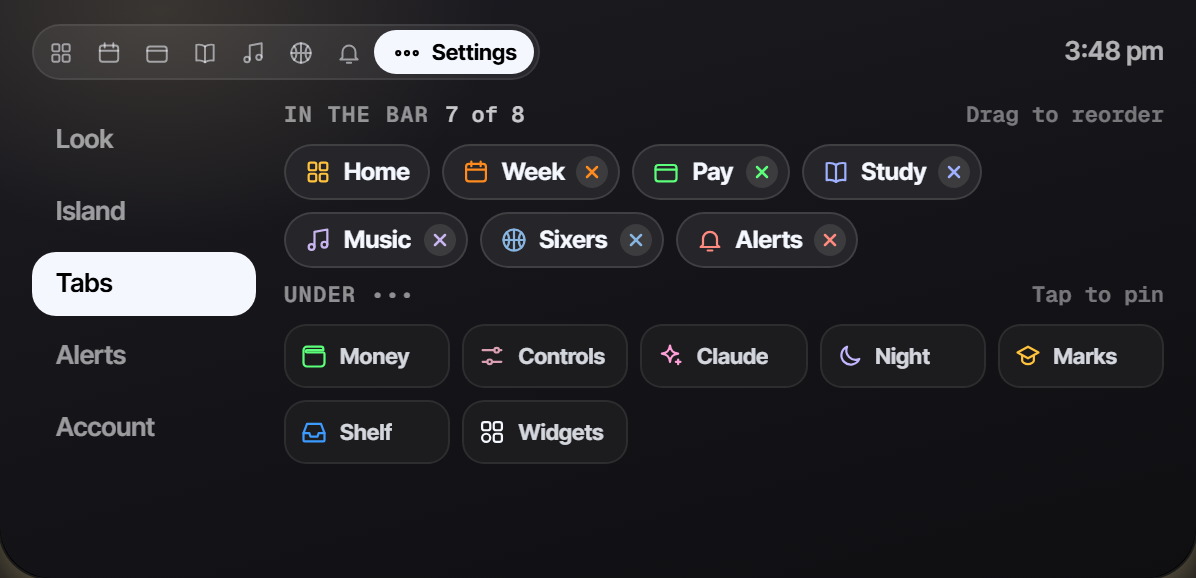 Settings
3:48 pm
Look
Island
Tabs
Alerts
Account
IN THE BAR 7 of 8
Drag to reorder
Home Week Pay Study
Music Sixers Alerts
UNDER •••
Tap to pin
Money Controls Claude Night Marks
Shelf Widgets